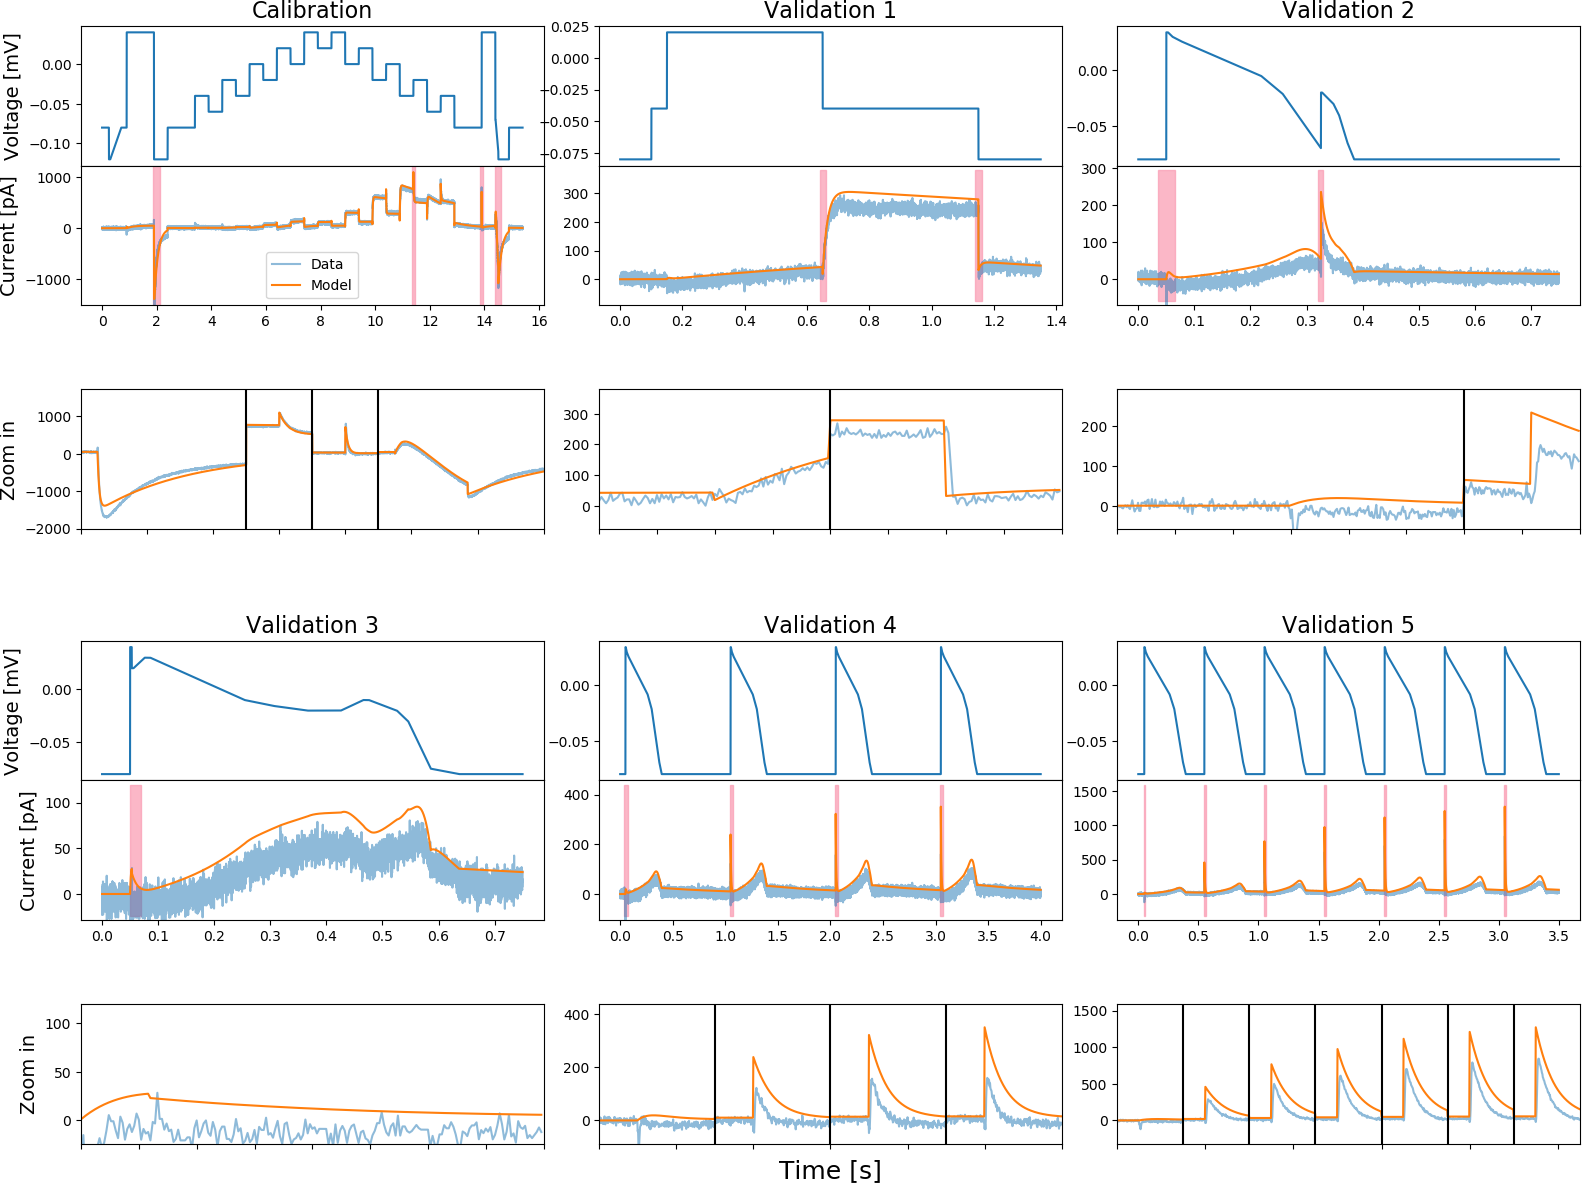 Calibration
Validation 1
Validation 2
Voltage [mV]
0.00
−0.05
−0.10
0.025
0.000
−0.025
−0.050
−0.075
0.00
−0.05
Current [pA]
1000
0
−1000
Data
Model
300
200
100
0
300
200
100
0
0 2 4 6 8 10 12 14 16
0.0 0.2 0.4 0.6 0.8 1.0 1.2 1.4
0.0 0.1 0.2 0.3 0.4 0.5 0.6 0.7
Zoom in
1000
0
−1000
−2000
300
200
100
0
200
100
0
Validation 3
Validation 4
Validation 5
Voltage [mV]
0.00
−0.05
0.00
−0.05
0.00
−0.05
Current [pA]
100
50
0
400
200
0
1500
1000
500
0
0.0 0.1 0.2 0.3 0.4 0.5 0.6 0.7
0.0 0.5 1.0 1.5 2.0 2.5 3.0 3.5 4.0
0.0 0.5 1.0 1.5 2.0 2.5 3.0 3.5
Zoom in
100
50
0
400
200
0
1500
1000
500
0
Time [s]